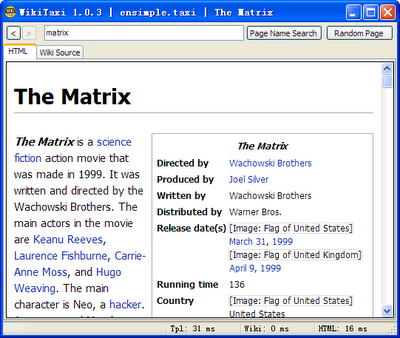 WikiTaxi 1.0.3 | ensimple.taxi | The Matrix
< > matrix Page Name Search Random Page
HTML Wiki Source
The Matrix
The Matrix is a science
fiction action movie that
was made in 1999. It was
written and directed by the
Wachowski Brothers. The
main actors in the movie
are Keanu Reeves,
Laurence Fishburne, Carrie-
Anne Moss, and Hugo
Weaving. The main
character is Neo, a hacker.
The Matrix
Directed by Wachowski Brothers
Produced by Joel Silver
Written by Wachowski Brothers
Distributed by Warner Bros.
Release date(s) [Image: Flag of United States]
March 31, 1999
[Image: Flag of United Kingdom]
April 9, 1999
Running time 136
Country [Image: Flag of United States]
United States
Tpl: 31 ms Wiki: 0 ms HTML: 16 ms